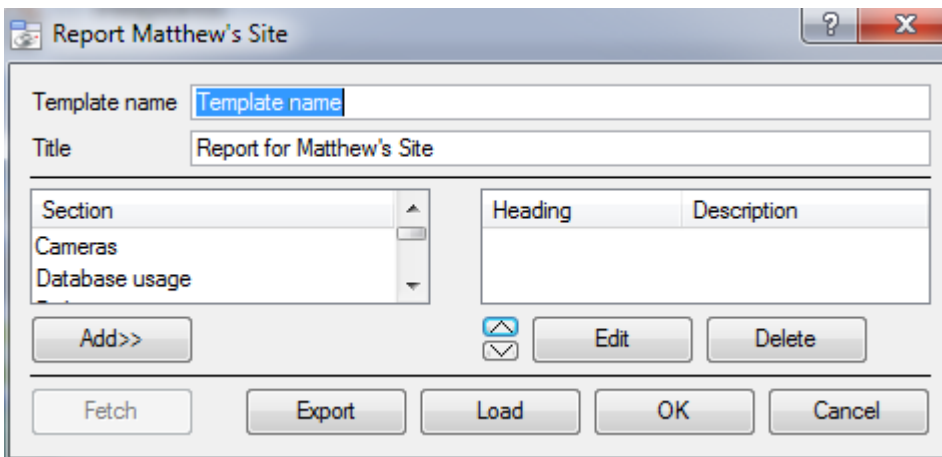 Report Matthew's Site
Template name Template name
Title Report for Matthew's Site
Section Heading Description
Cameras
Database usage
Add>> Edit Delete
Fetch Export Load OK Cancel